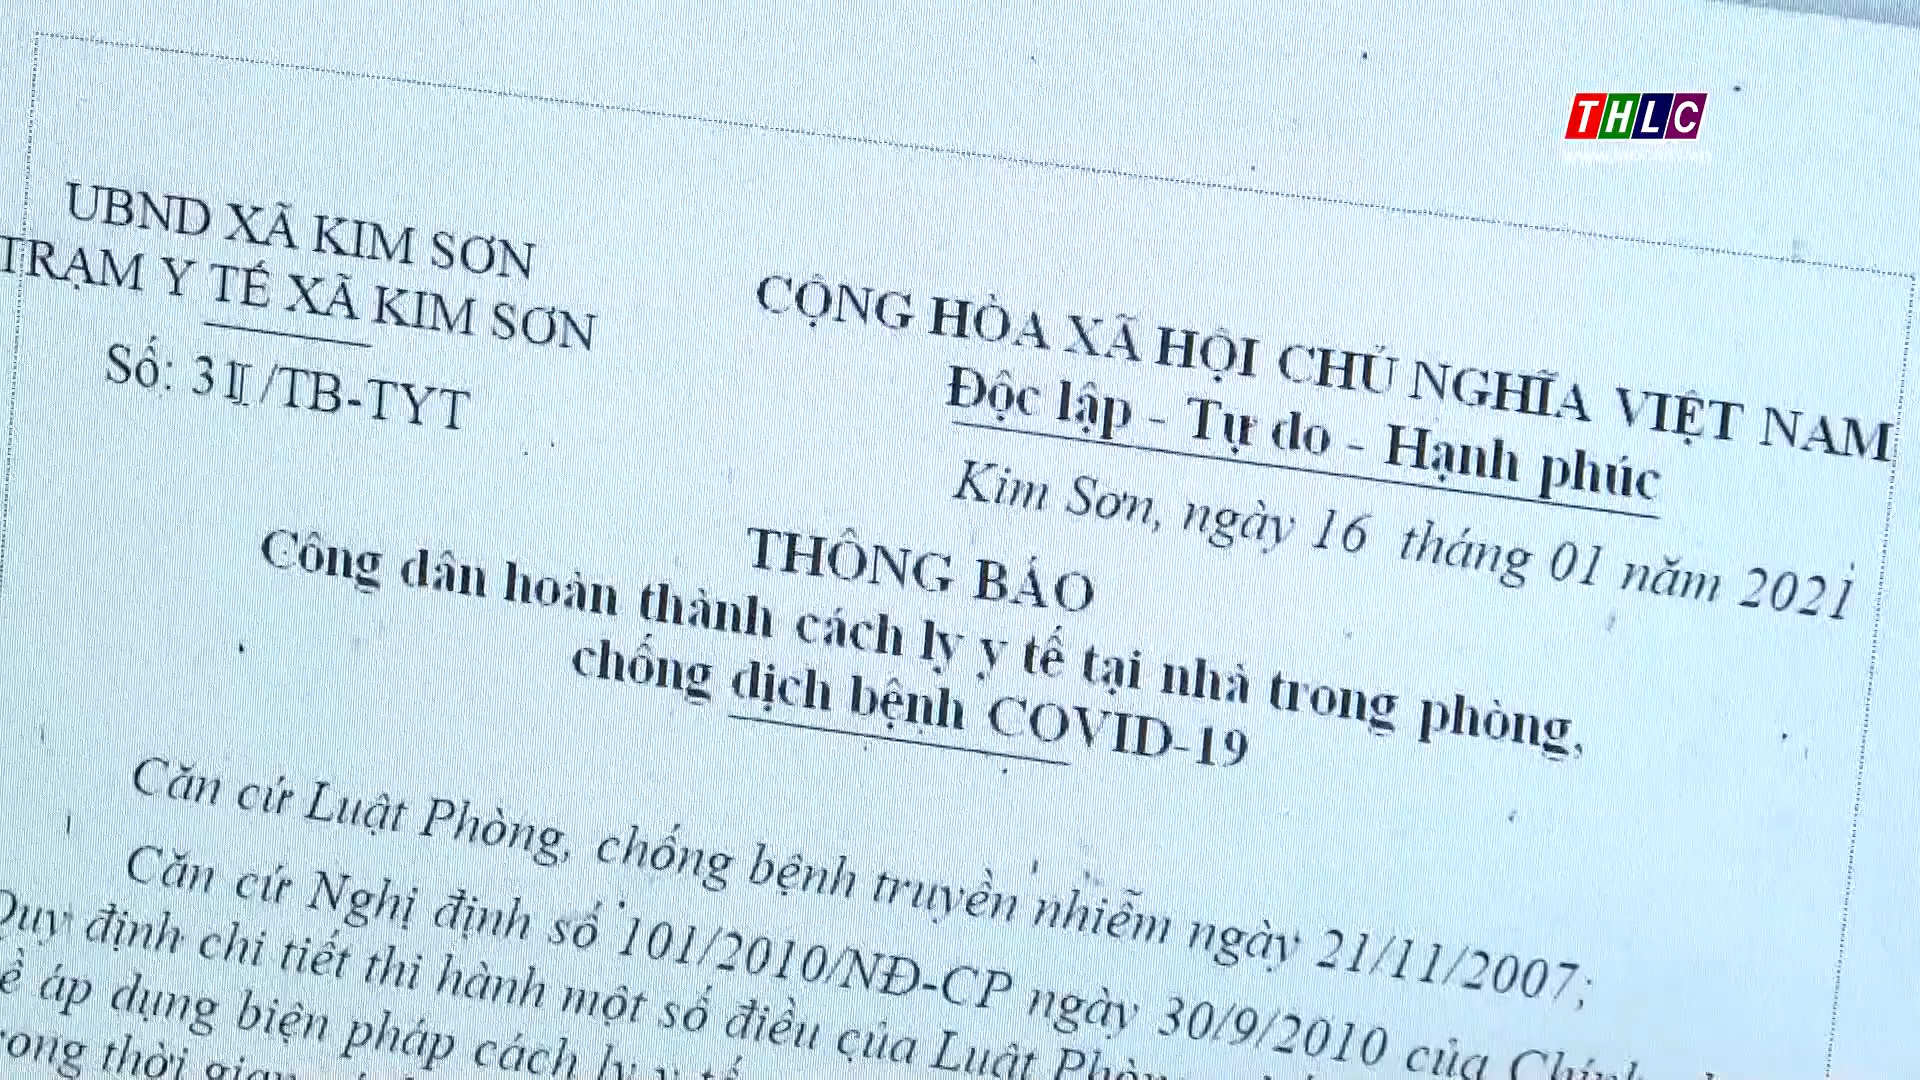 THLC
UBND XÃ KIM SƠN
TRẠM Y TẾ XÃ KIM SƠN
Số: 31 /TB-TYT
CỘNG HÒA XÃ HỘI CHỦ NGHĨA VIỆT NAM
Độc lập - Tự do - Hạnh phúc
Kim Sơn, ngày 16 tháng 01 năm 2021
THÔNG BÁO
Công dân hoàn thành cách ly y tế tại nhà trong phòng,
chống dịch bệnh COVID-19
Căn cứ Luật Phòng, chống bệnh truyền nhiễm ngày 21/11/2007;
Căn cứ Nghị định số 101/2010/NĐ-CP ngày 30/9/2010 của
Quy định chi tiết thi hành một số điều của Luật
áp dụng biện pháp cách ly y tế
thời gian